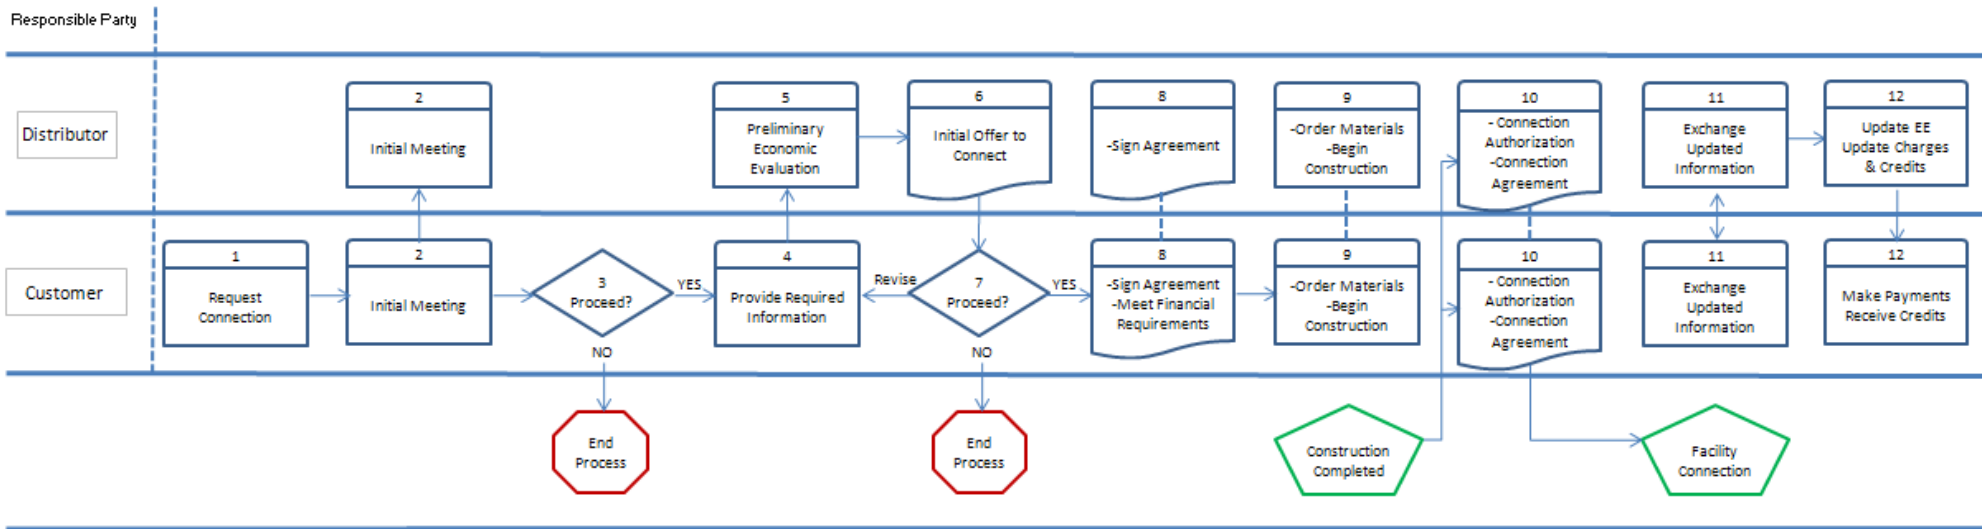 Responsible Party
Distributor
2
Initial Meeting
5
Preliminary
Economic
Evaluation
6
Initial Offer to
Connect
8
-Sign Agreement
9
-Order Materials
-Begin
Construction
10
- Connection
Authorization
-Connection
Agreement
11
Exchange
Updated
Information
12
Update EE
Update Charges
& Credits
Customer
1
Request
Connection
2
Initial Meeting
3
Proceed?
YES
NO
4
Provide Required
Information
Revise
7
Proceed?
YES
NO
8
-Sign Agreement
-Meet Financial
Requirements
9
-Order Materials
-Begin
Construction
10
- Connection
Authorization
-Connection
Agreement
11
Exchange
Updated
Information
12
Make Payments
Receive Credits
End
Process
End
Process
Construction
Completed
Facility
Connection